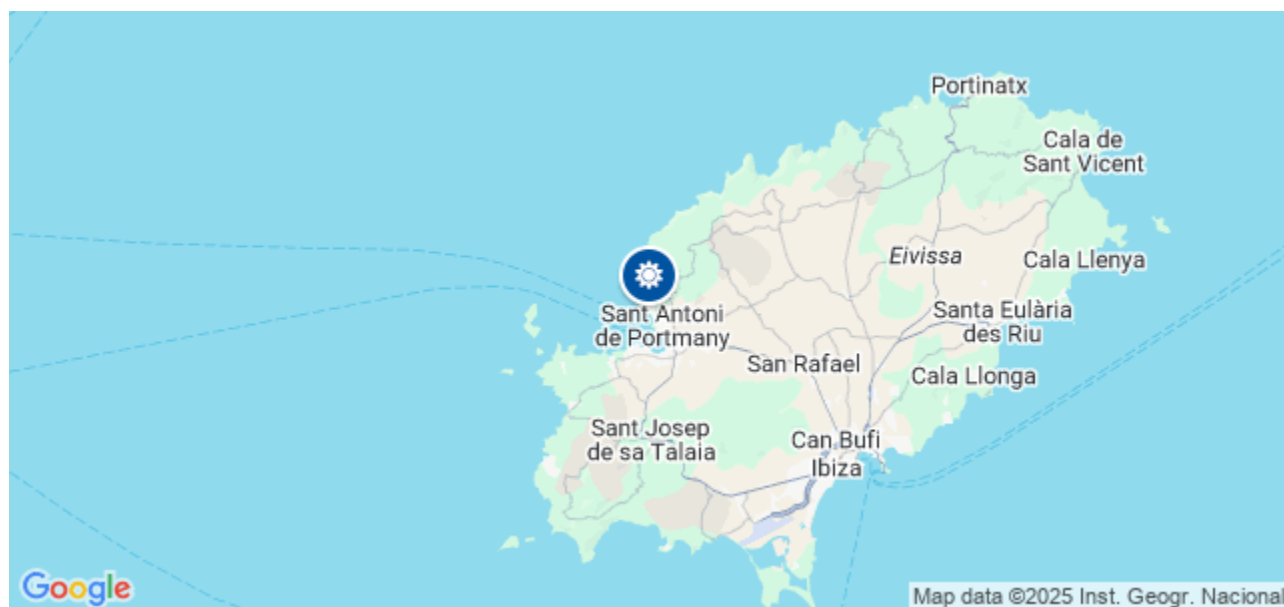 Portinatx
Cala de
Sant Vicent
Eivissa
Cala Llenya
Sant Antoni
de Portmany
Santa Eulària
des Riu
San Rafael
Cala Llonga
Sant Josep
de sa Talaia
Can Bufi
Ibiza
Google
Map data ©2025 Inst. Geogr. Nacional